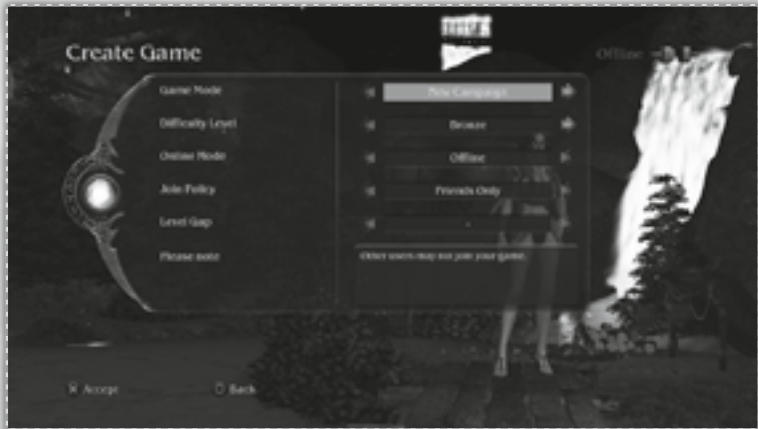 Create Game
Offline
Game Mode
New Campaign
Difficulty Level
Bronze
Online Mode
Offline
Join Policy
Friends Only
Level Gap
Please note
Other users may not join your game.
Accept
Back